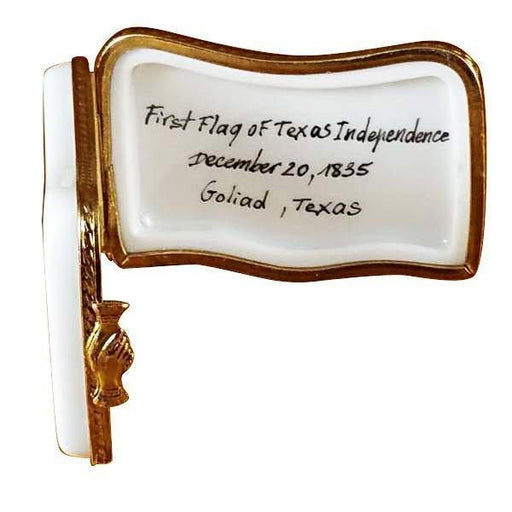 First Flag of Texas Independence
December 20, 1835
Goliad , Texas